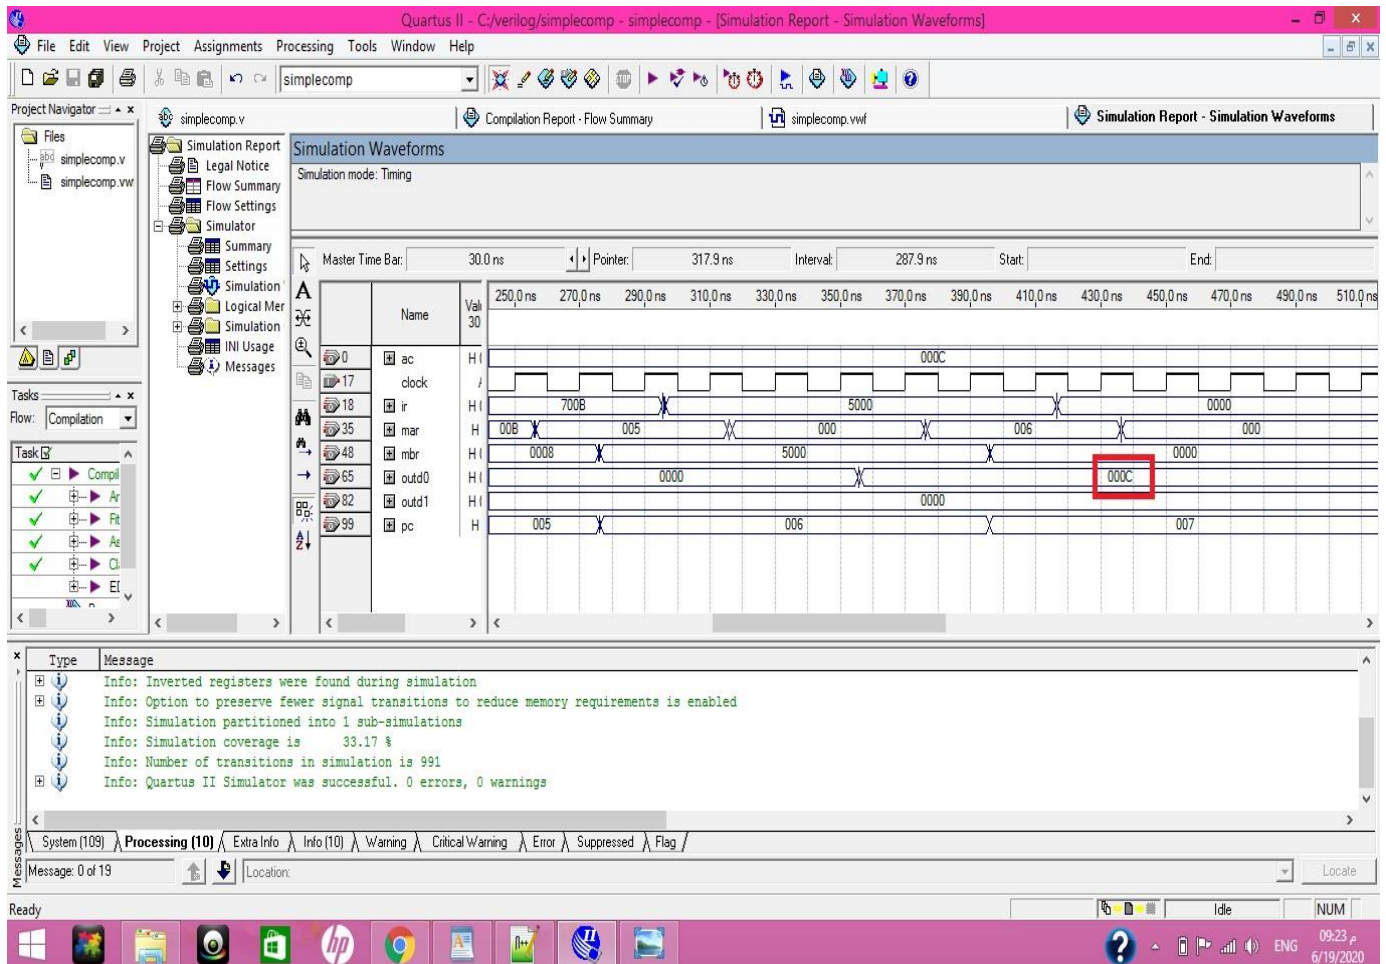 Quartus II - C:/verilog/simplecomp - simplecomp - [Simulation Report - Simulation Waveforms]
File Edit View Project Assignments Processing Tools Window Help
simplecomp
Project Navigator
simplecomp.v Compilation Report - Flow Summary simplecomp.vwf Simulation Report - Simulation Waveforms
Files
simplecomp.v
simplecomp.vw
Simulation Report
Legal Notice
Flow Summary
Flow Settings
Simulator
Summary
Settings
Simulation
Logical Mer
Simulation
INI Usage
Messages
Simulation Waveforms
Simulation mode: Timing
Master Time Bar: 30.0 ns Pointer: 317.9 ns Interval: 287.9 ns Start: End:
Name 30
250.0 ns 270.0 ns 290.0 ns 310.0 ns 330.0 ns 350.0 ns 370.0 ns 390.0 ns 410.0 ns 430.0 ns 450.0 ns 470.0 ns 490.0 ns 510.0 ns
0 ac 000C
17 clock
18 ir H 700B 5000 0000
35 mar H 00B 005 000 006 000
48 mbr H 0008 5000 0000
65 outd0 H 0000 000C
82 outd1 H 0000
99 pc H 005 006 007
Tasks
Flow: Compilation
Task
Compil
Ar
Fit
As
Cl
Type Message
Info: Inverted registers were found during simulation
Info: Option to preserve fewer signal transitions to reduce memory requirements is enabled
Info: Simulation partitioned into 1 sub-simulations
Info: Simulation coverage is 33.17 %
Info: Number of transitions in simulation is 991
Info: Quartus II Simulator was successful. 0 errors, 0 warnings
System (109) Processing (10) Extra Info Info (10) Warning Critical Warning Error Suppressed Flag
Messages
Message: 0 of 19 Location: Locate
Ready Idle NUM
hp
ENG 09:23 م
6/19/2020